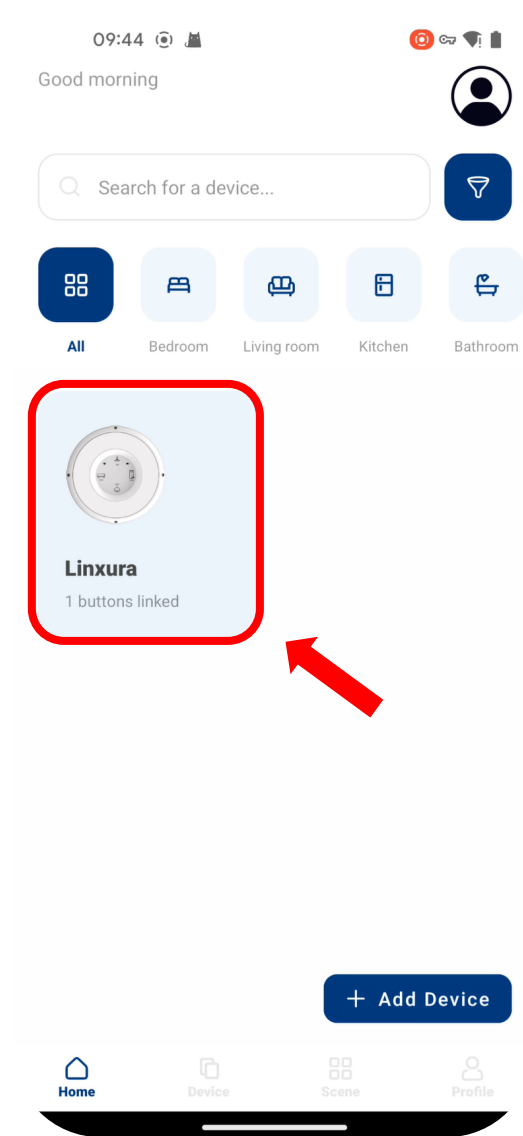 09:44
Good morning
Search for a device...
All Bedroom Living room Kitchen Bathroom
Linxura
1 buttons linked
+ Add Device
Home Device Scene Profile